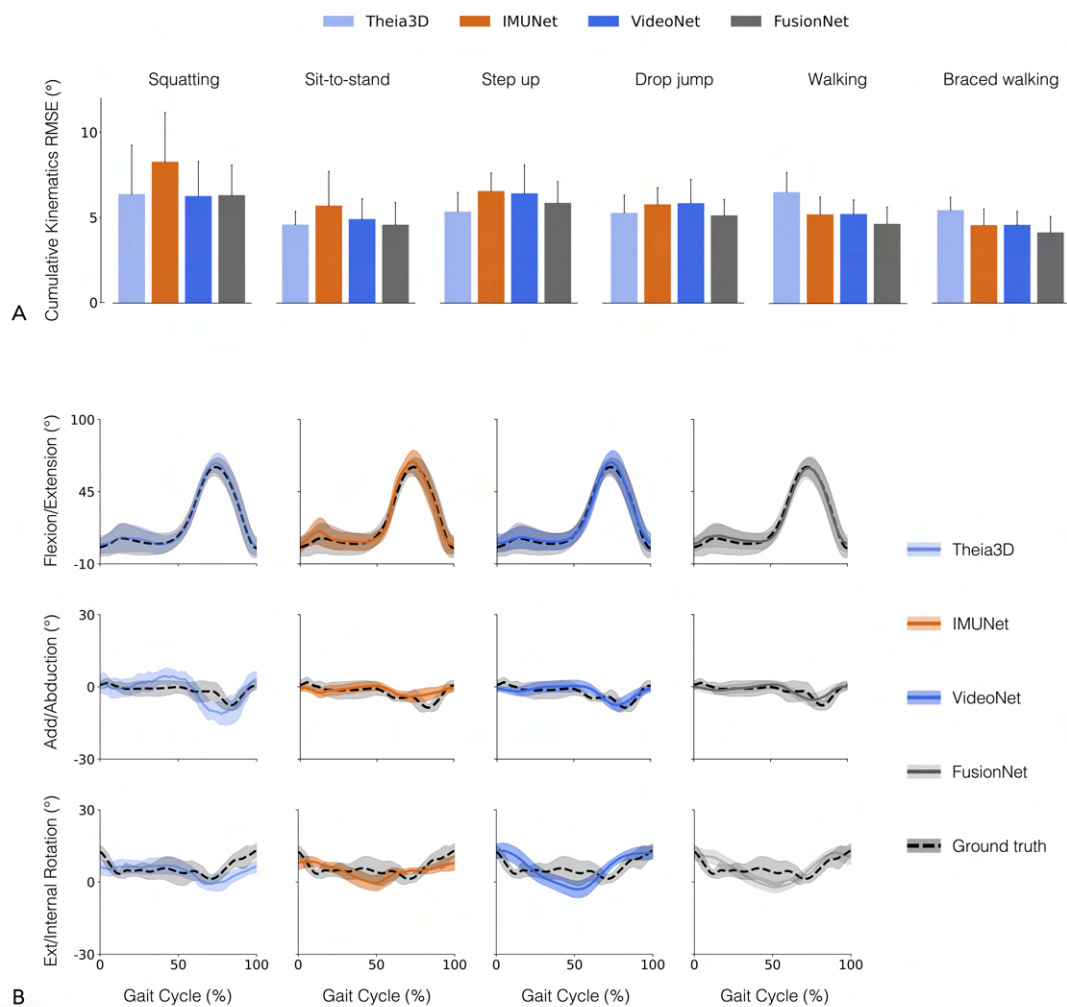 Theia3D IMUNet VideoNet FusionNet
Squatting Sit-to-stand Step up Drop jump Walking Braced walking
Cumulative Kinematics RMSE (°)
10
5
0
A
Flexion/Extension (°)
100
45
-10
Add/Abduction (°)
30
0
-30
Ext/Internal Rotation (°)
30
0
-30
0 50 100 0 50 100 0 50 100 0 50 100
Gait Cycle (%) Gait Cycle (%) Gait Cycle (%) Gait Cycle (%)
B
Theia3D
IMUNet
VideoNet
FusionNet
Ground truth